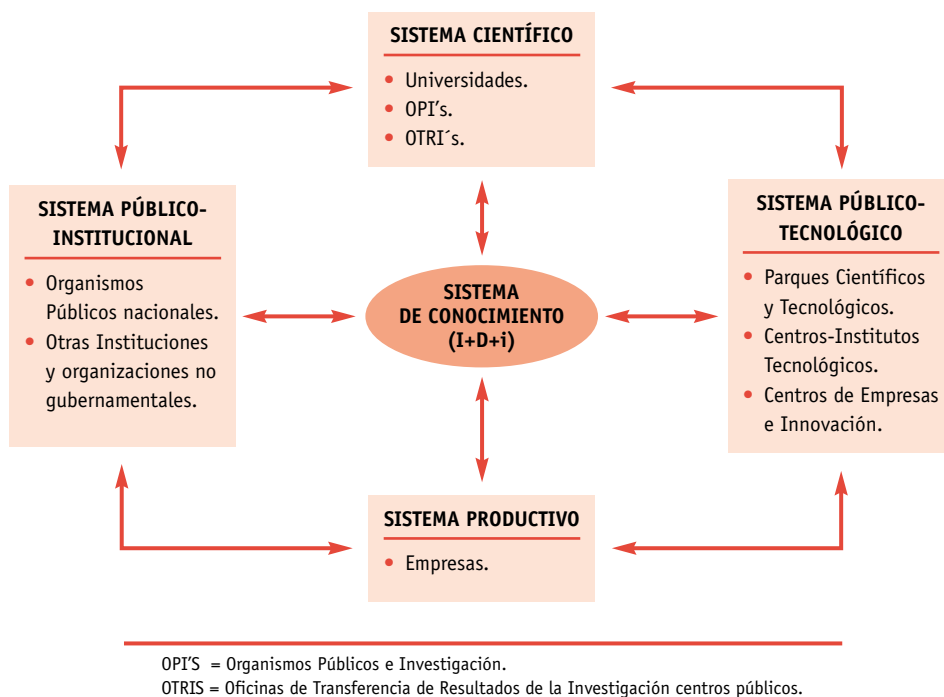 SISTEMA CIENTÍFICO
• Universidades.
• OPI's.
• OTRI´s.
SISTEMA PÚBLICO-
INSTITUCIONAL
• Organismos
Públicos nacionales.
• Otras Instituciones
y organizaciones no
gubernamentales.
SISTEMA
DE CONOCIMIENTO
(I+D+i)
SISTEMA PÚBLICO-
TECNOLÓGICO
• Parques Científicos
y Tecnológicos.
• Centros-Institutos
Tecnológicos.
• Centros de Empresas
e Innovación.
SISTEMA PRODUCTIVO
• Empresas.
OPI'S = Organismos Públicos e Investigación.
OTRIS = Oficinas de Transferencia de Resultados de la Investigación centros públicos.